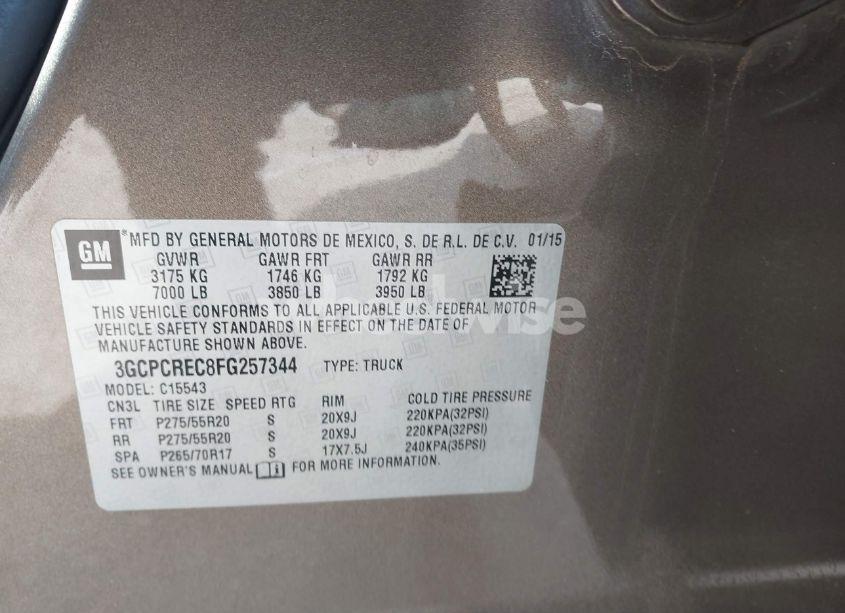 GM ® MFD BY GENERAL MOTORS DE MEXICO, S. DE R.L. DE C.V. 01/15
GVWR GAWR FRT GAWR RR
3175 KG 1746 KG 1792 KG
7000 LB 3850 LB 3950 LB
THIS VEHICLE CONFORMS TO ALL APPLICABLE U.S. FEDERAL MOTOR
VEHICLE SAFETY STANDARDS IN EFFECT ON THE DATE OF
MANUFACTURE SHOWN ABOVE.
3GCPCREC8FG257344 TYPE: TRUCK
MODEL: C15543
CN3L TIRE SIZE SPEED RTG RIM COLD TIRE PRESSURE
FRT P275/55R20 S 20X9J 220KPA(32PSI)
RR P275/55R20 S 20X9J 220KPA(32PSI)
SPA P265/70R17 S 17X7.5J 240KPA(35PSI)
SEE OWNER'S MANUAL FOR MORE INFORMATION.